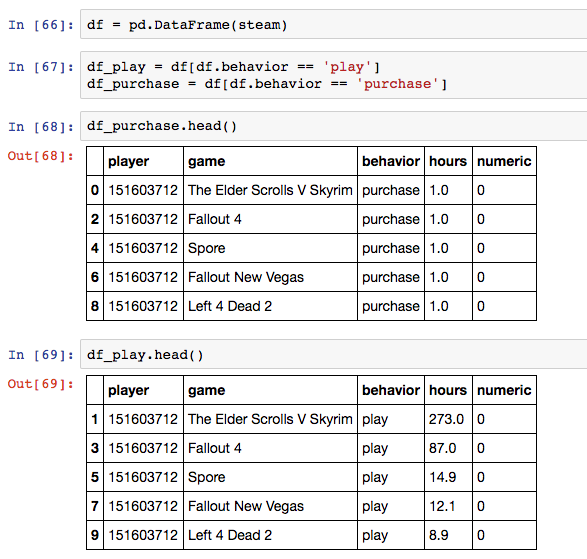 In [66]: df = pd.DataFrame(steam)
In [67]: df_play = df[df.behavior == 'play']
df_purchase = df[df.behavior == 'purchase']
In [68]: df_purchase.head()
Out[68]:
player game behavior hours numeric
0 151603712 The Elder Scrolls V Skyrim purchase 1.0 0
2 151603712 Fallout 4 purchase 1.0 0
4 151603712 Spore purchase 1.0 0
6 151603712 Fallout New Vegas purchase 1.0 0
8 151603712 Left 4 Dead 2 purchase 1.0 0
In [69]: df_play.head()
Out[69]:
player game behavior hours numeric
1 151603712 The Elder Scrolls V Skyrim play 273.0 0
3 151603712 Fallout 4 play 87.0 0
5 151603712 Spore play 14.9 0
7 151603712 Fallout New Vegas play 12.1 0
9 151603712 Left 4 Dead 2 play 8.9 0